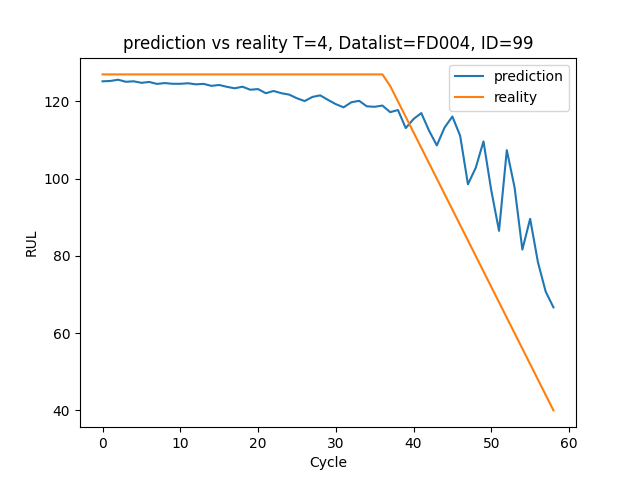 prediction vs reality T=4, Datalist=FD004, ID=99
prediction
reality
120
100
80
60
40
RUL
0 10 20 30 40 50 60
Cycle